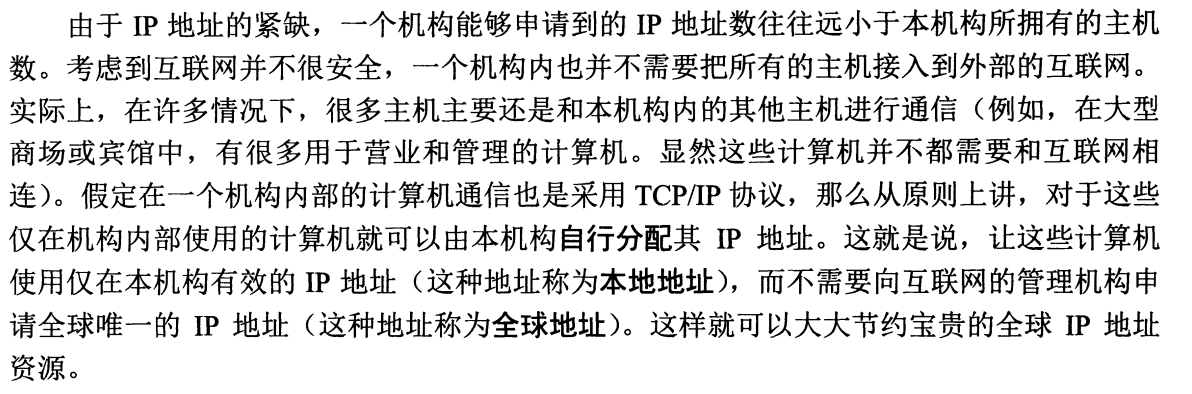 由于 IP 地址的紧缺，一个机构能够申请到的 IP 地址数往往远小于本机构所拥有的主机
数。考虑到互联网并不很安全，一个机构内也并不需要把所有的主机接入到外部的互联网。
实际上，在许多情况下，很多主机主要还是和本机构内的其他主机进行通信（例如，在大型
商场或宾馆中，有很多用于营业和管理的计算机。显然这些计算机并不都需要和互联网相
连）。假定在一个机构内部的计算机通信也是采用 TCP/IP 协议，那么从原则上讲，对于这些
仅在机构内部使用的计算机就可以由本机构自行分配其 IP 地址。这就是说，让这些计算机
使用仅在本机构有效的 IP 地址（这种地址称为本地地址），而不需要向互联网的管理机构申
请全球唯一的 IP 地址（这种地址称为全球地址）。这样就可以大大节约宝贵的全球 IP 地址
资源。